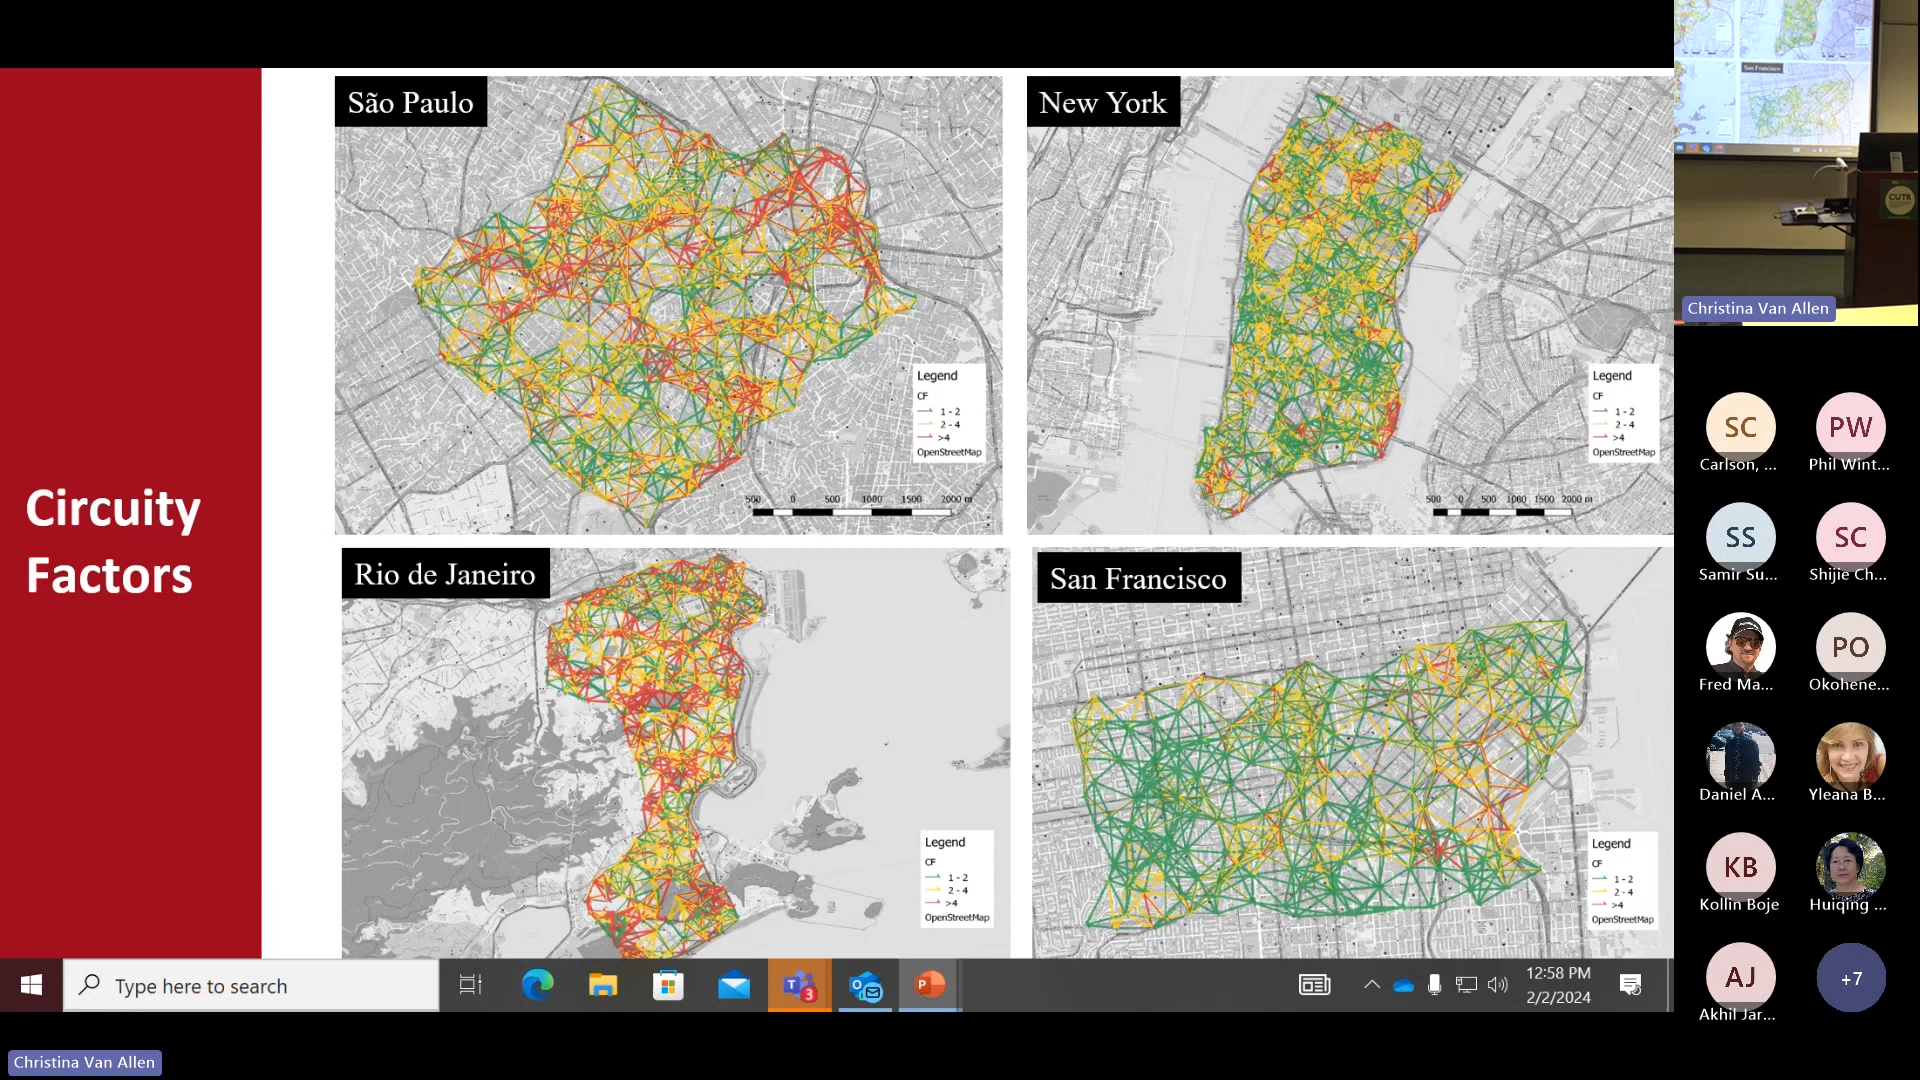 Circuity
Factors
São Paulo
Legend
CF
1 - 2
2 - 4
>4
OpenStreetMap
500 0 500 1000 1500 2000 m
New York
Legend
CF
1 - 2
2 - 4
>4
OpenStreetMap
500 0 500 1000 1500 2000 m
Rio de Janeiro
Legend
CF
1 - 2
2 - 4
>4
OpenStreetMap
San Francisco
Legend
CF
1 - 2
2 - 4
>4
OpenStreetMap
San Francisco
CUTR
Christina Van Allen
SC
Carlson, ...
PW
Phil Wint...
SS
Samir Su...
SC
Shijie Ch...
Fred Ma...
PO
Okohene...
Daniel A...
Yleana B...
KB
Kollin Boje
Huiqing ...
AJ
Akhil Jar...
+7
Type here to search
T
3
O
P
12:58 PM
2/2/2024
Christina Van Allen